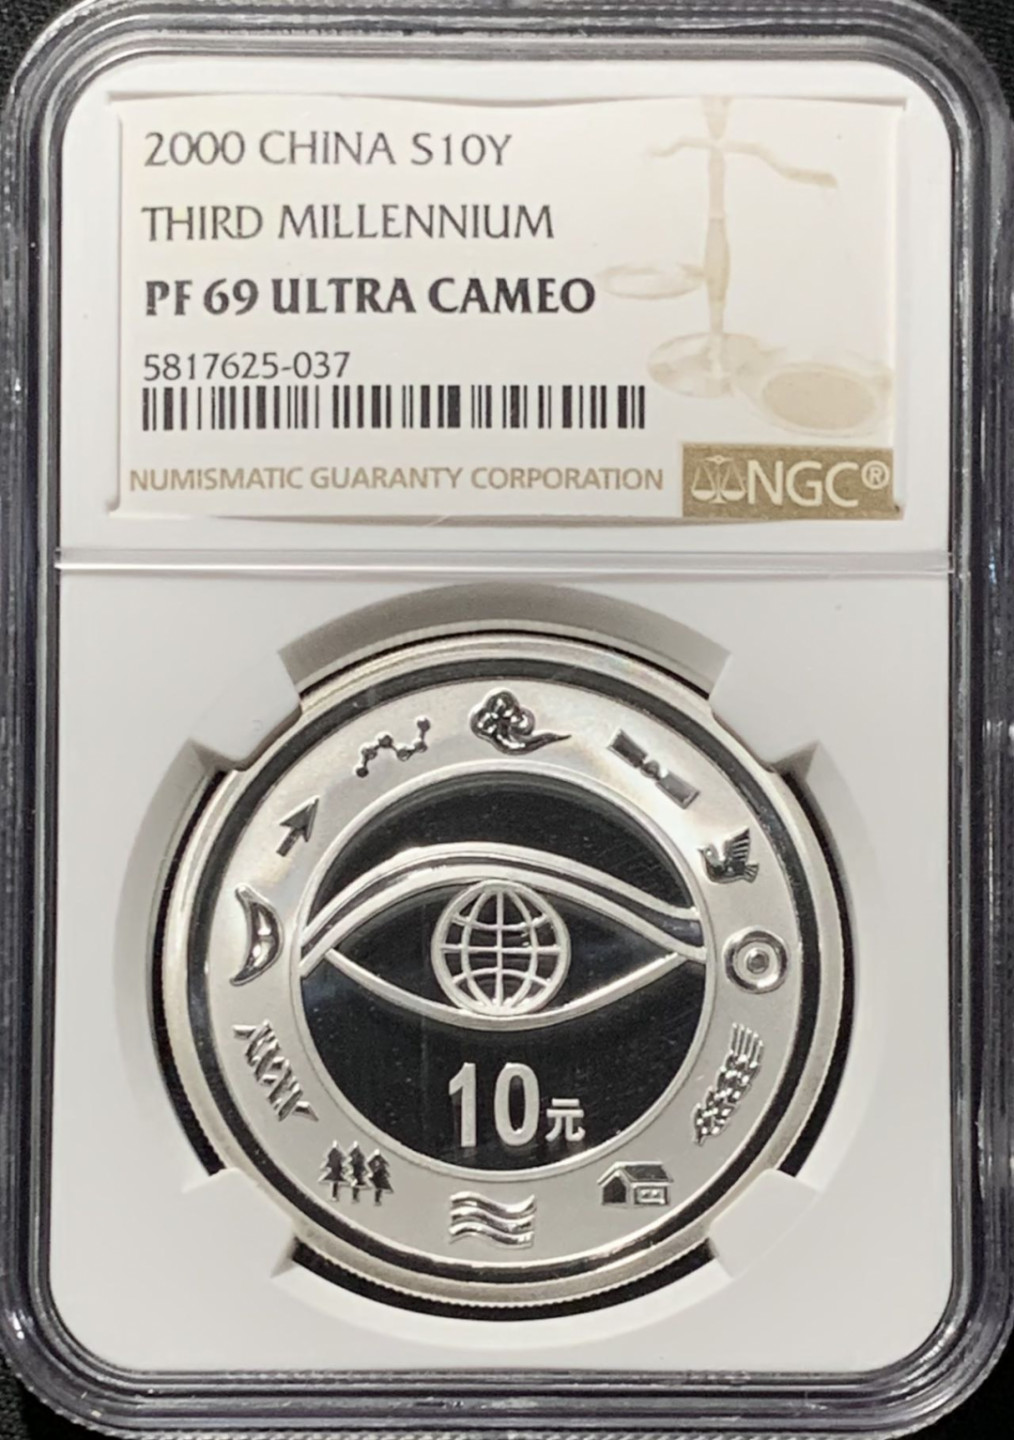 2000 CHINA S10Y
THIRD MILLENNIUM
PF 69 ULTRA CAMEO
5817625-037
NUMISMATIC GUARANTY CORPORATION
NGC®
10元